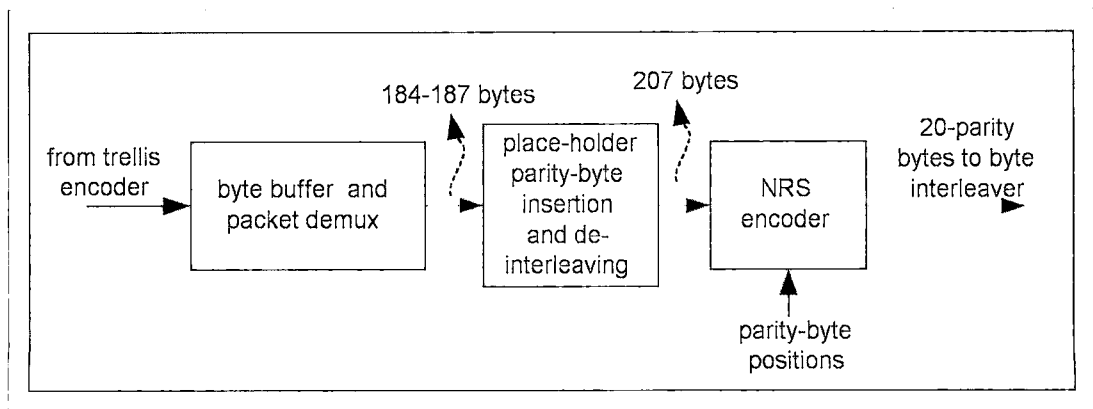 184-187 bytes
207 bytes
from trellis
encoder
byte buffer and
packet demux
place-holder
parity-byte
insertion
and de-
interleaving
NRS
encoder
20-parity
bytes to byte
interleaver
parity-byte
positions